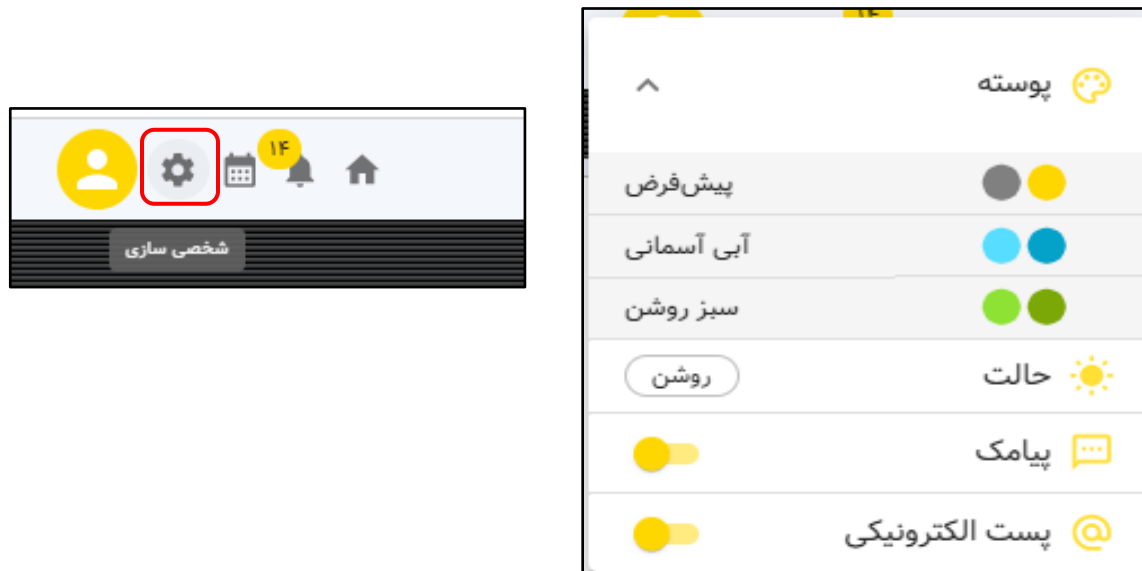 ۱۴
شخصی سازی
پوسته
پیش‌فرض
آبی آسمانی
سبز روشن
حالت
روشن
پیامک
پست الکترونیکی